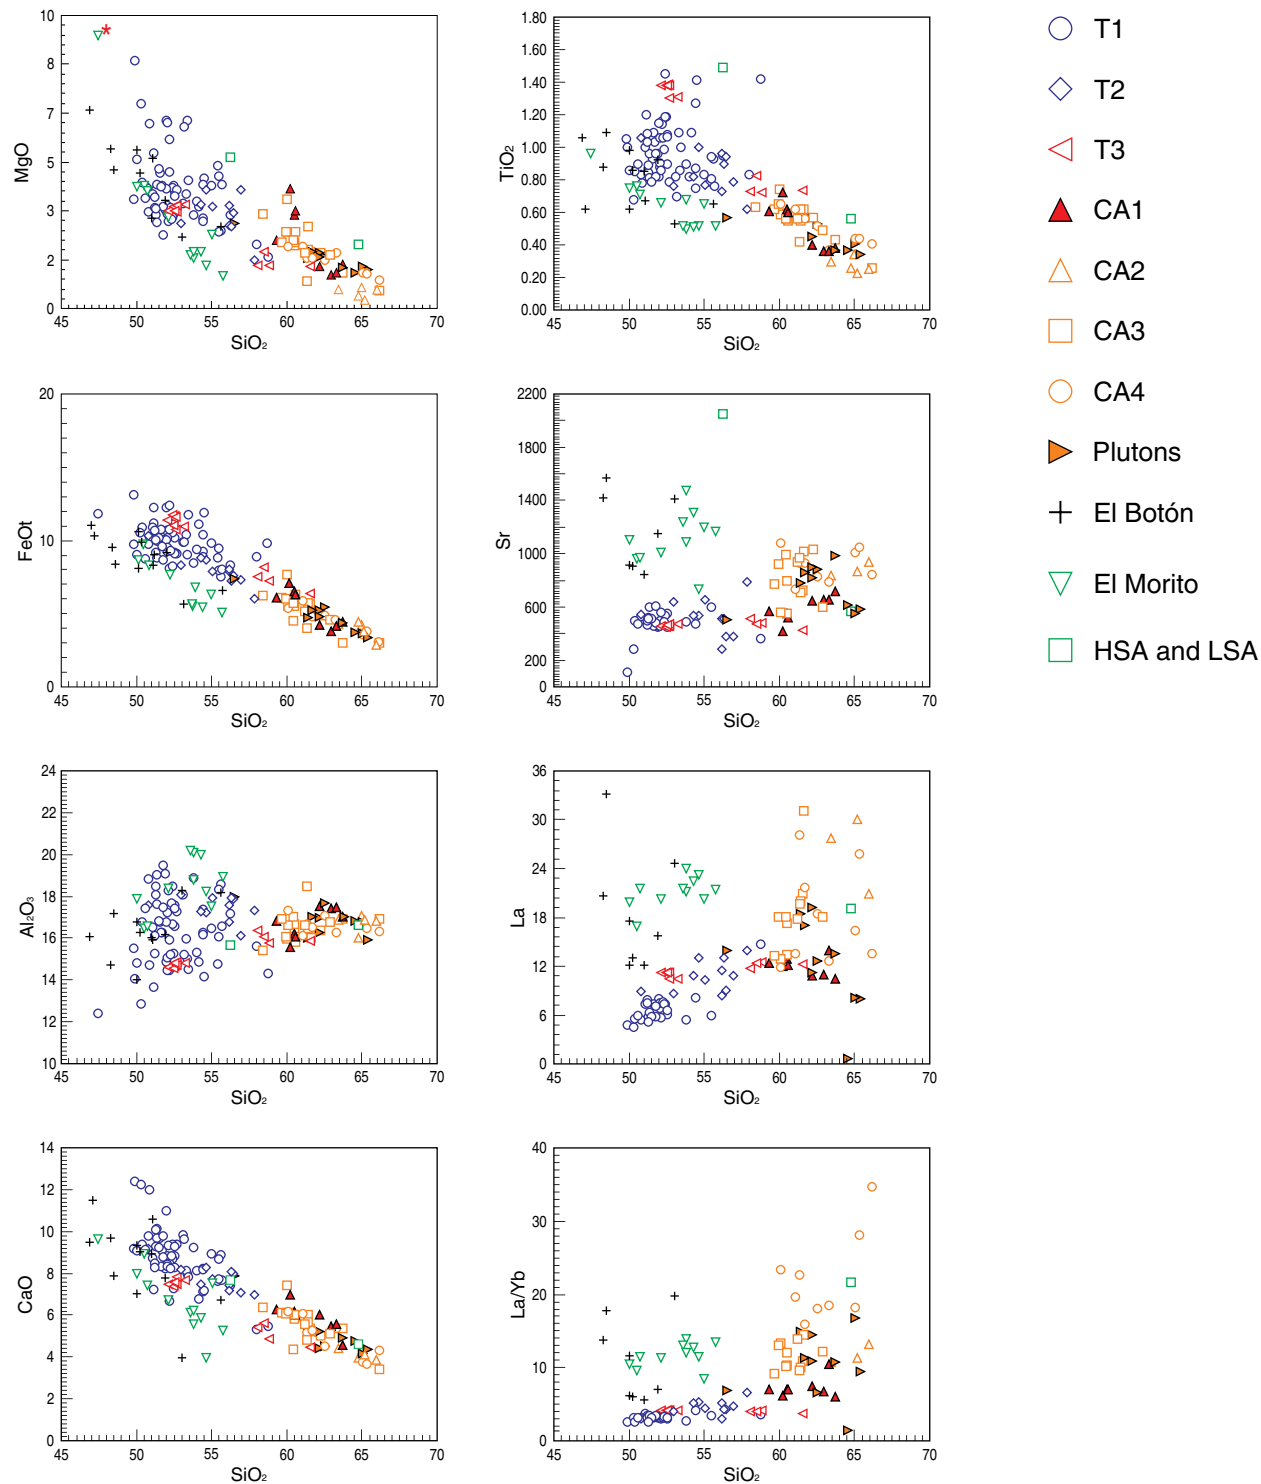 10
8
7
5
3
2
0
MgO
45 50 55 60 65 70
SiO₂
1.80
1.60
1.40
1.20
1.00
0.80
0.60
0.40
0.20
0.00
TiO₂
45 50 55 60 65 70
SiO₂
20
10
0
FeOt
45 50 55 60 65 70
SiO₂
2200
1800
1400
1000
600
200
0
Sr
45 50 55 60 65 70
SiO₂
24
22
20
18
16
14
12
10
Al₂O₃
45 50 55 60 65 70
SiO₂
36
30
24
18
12
6
0
La
45 50 55 60 65 70
SiO₂
14
12
10
8
6
4
2
0
CaO
45 50 55 60 65 70
SiO₂
40
30
20
10
0
La/Yb
45 50 55 60 65 70
SiO₂
T1
T2
T3
CA1
CA2
CA3
CA4
Plutons
El Botón
El Morito
HSA and LSA